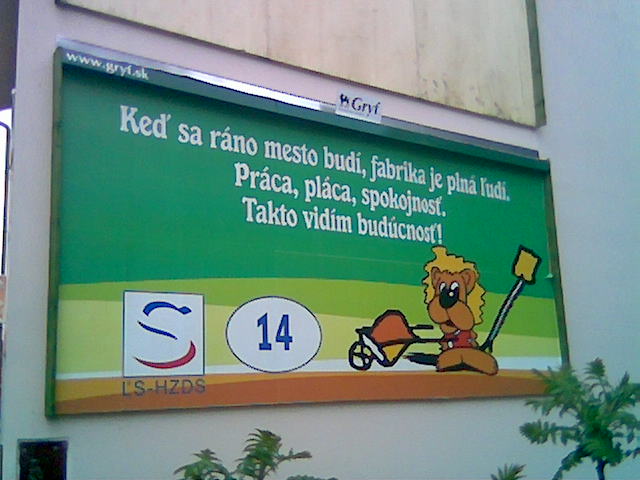 www.gryf.sk
Gryf
Keď sa ráno mesto budí, fabrika je plná ľudí.
Práca, pláca, spokojnosť.
Takto vidím budúcnosť!
14
ĽS-HZDS